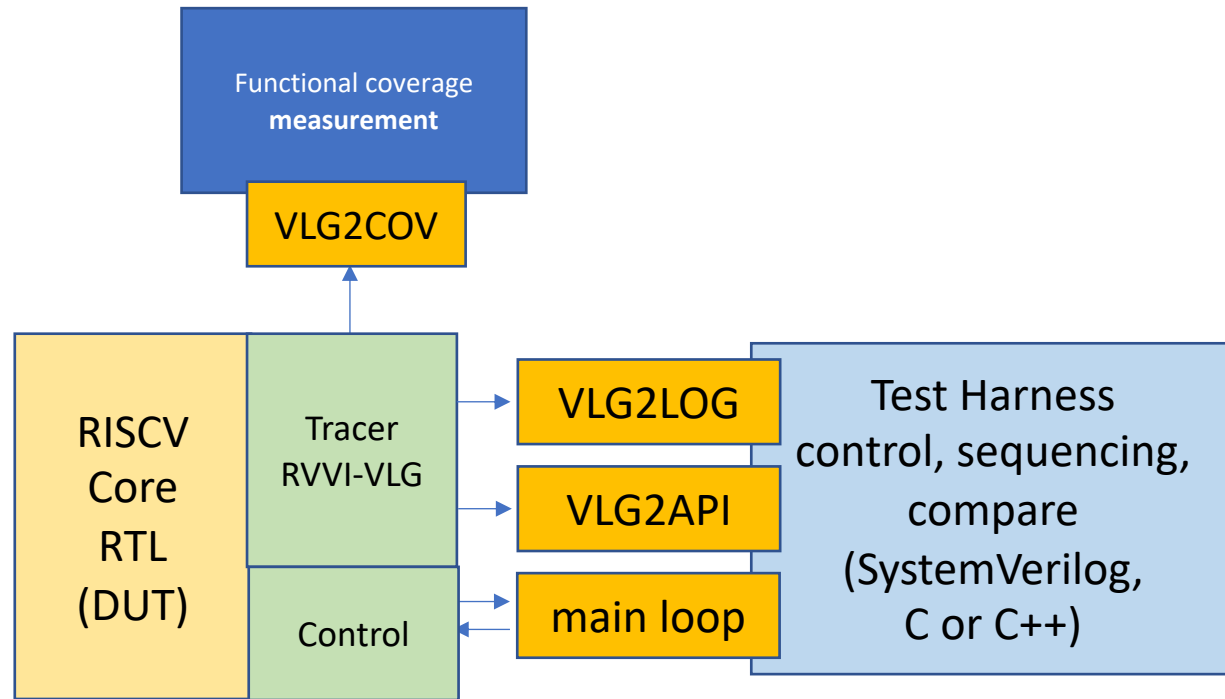 Functional coverage
measurement
VLG2COV
RISCV
Core
RTL
(DUT)
Tracer
RVVI-VLG
Control
VLG2LOG
VLG2API
main loop
Test Harness
control, sequencing,
compare
(SystemVerilog,
C or C++)